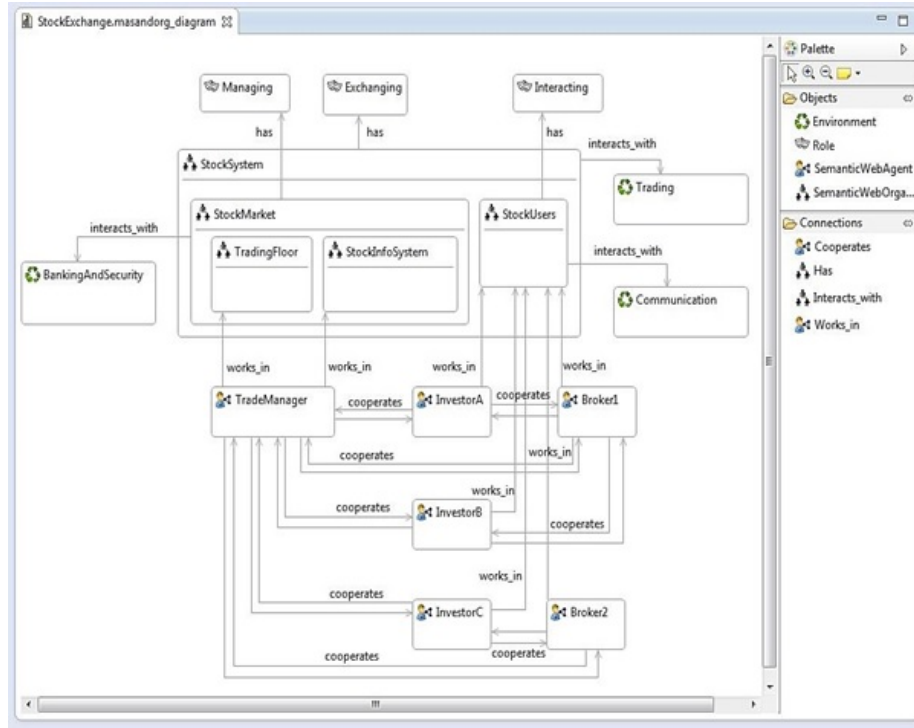 StockExchange.masandorg_diagram
Palette
Objects
Environment
Role
SemanticWebAgent
SemanticWebOrga...
Connections
Cooperates
Has
Interacts_with
Works_in
Managing
Exchanging
Interacting
has
has
has
interacts_with
StockSystem
Trading
StockMarket
StockUsers
interacts_with
TradingFloor
StockInfoSystem
interacts_with
BankingAndSecurity
Communication
works_in
works_in
works_in
works_in
TradeManager
cooperates
InvestorA
cooperates
Broker1
cooperates
works_in
works_in
cooperates
InvestorB
cooperates
works_in
cooperates
InvestorC
Broker2
cooperates
cooperates